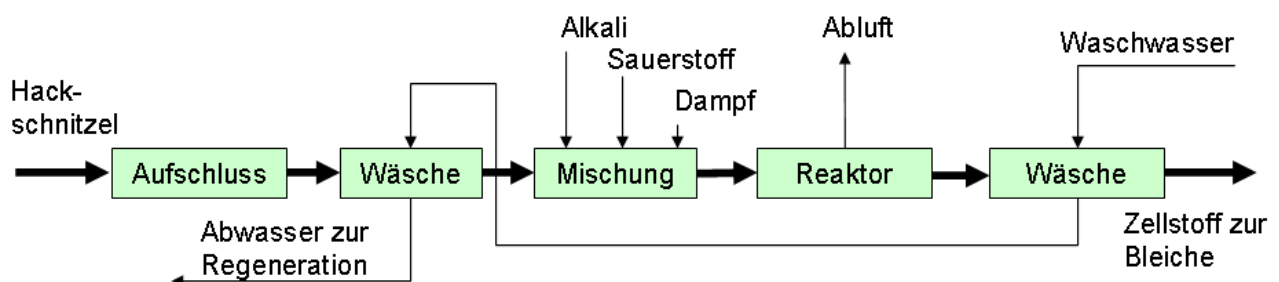 Alkali
Sauerstoff
Dampf
Abluft
Waschwasser
Hack-
schnitzel
Aufschluss
Wäsche
Mischung
Reaktor
Wäsche
Abwasser zur
Regeneration
Zellstoff zur
Bleiche